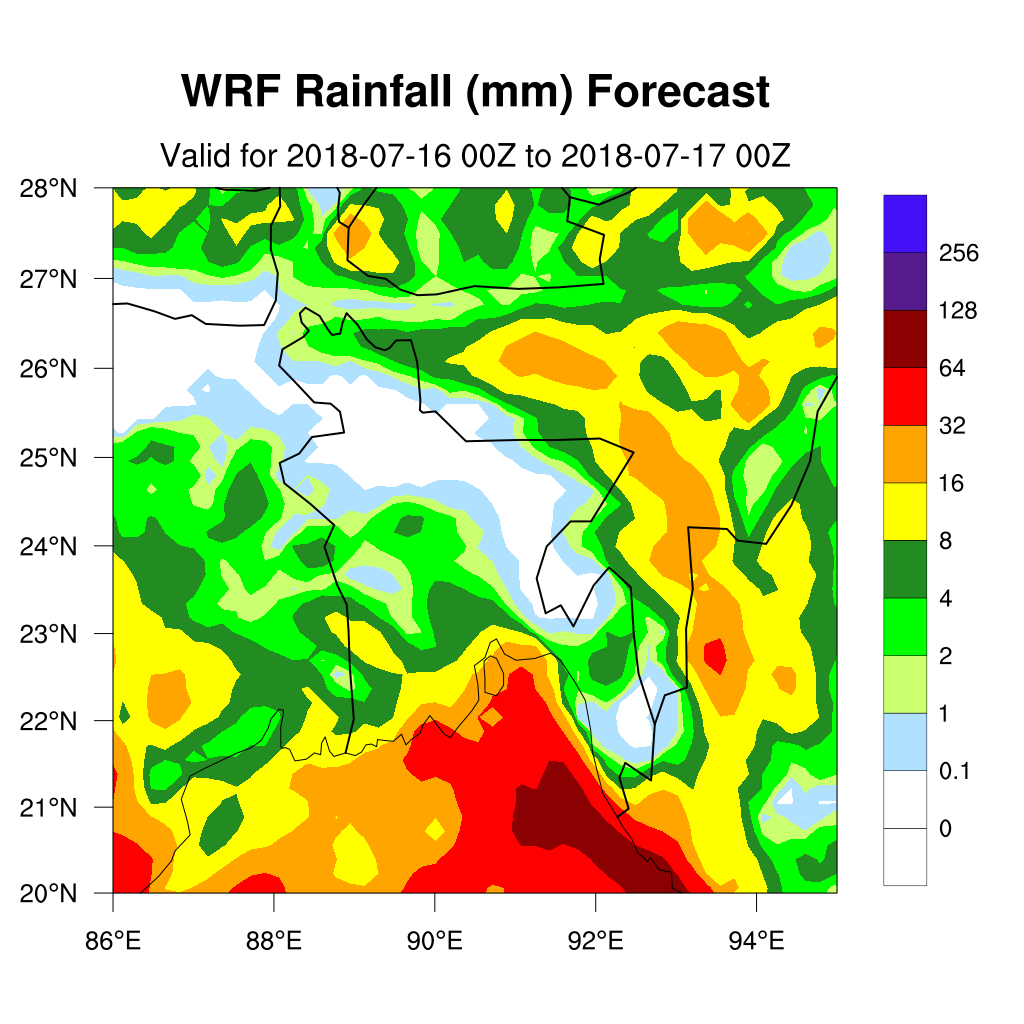 WRF Rainfall (mm) Forecast
Valid for 2018-07-16 00Z to 2018-07-17 00Z
28°N
27°N
26°N
25°N
24°N
23°N
22°N
21°N
20°N
86°E 88°E 90°E 92°E 94°E
256
128
64
32
16
8
4
2
1
0.1
0